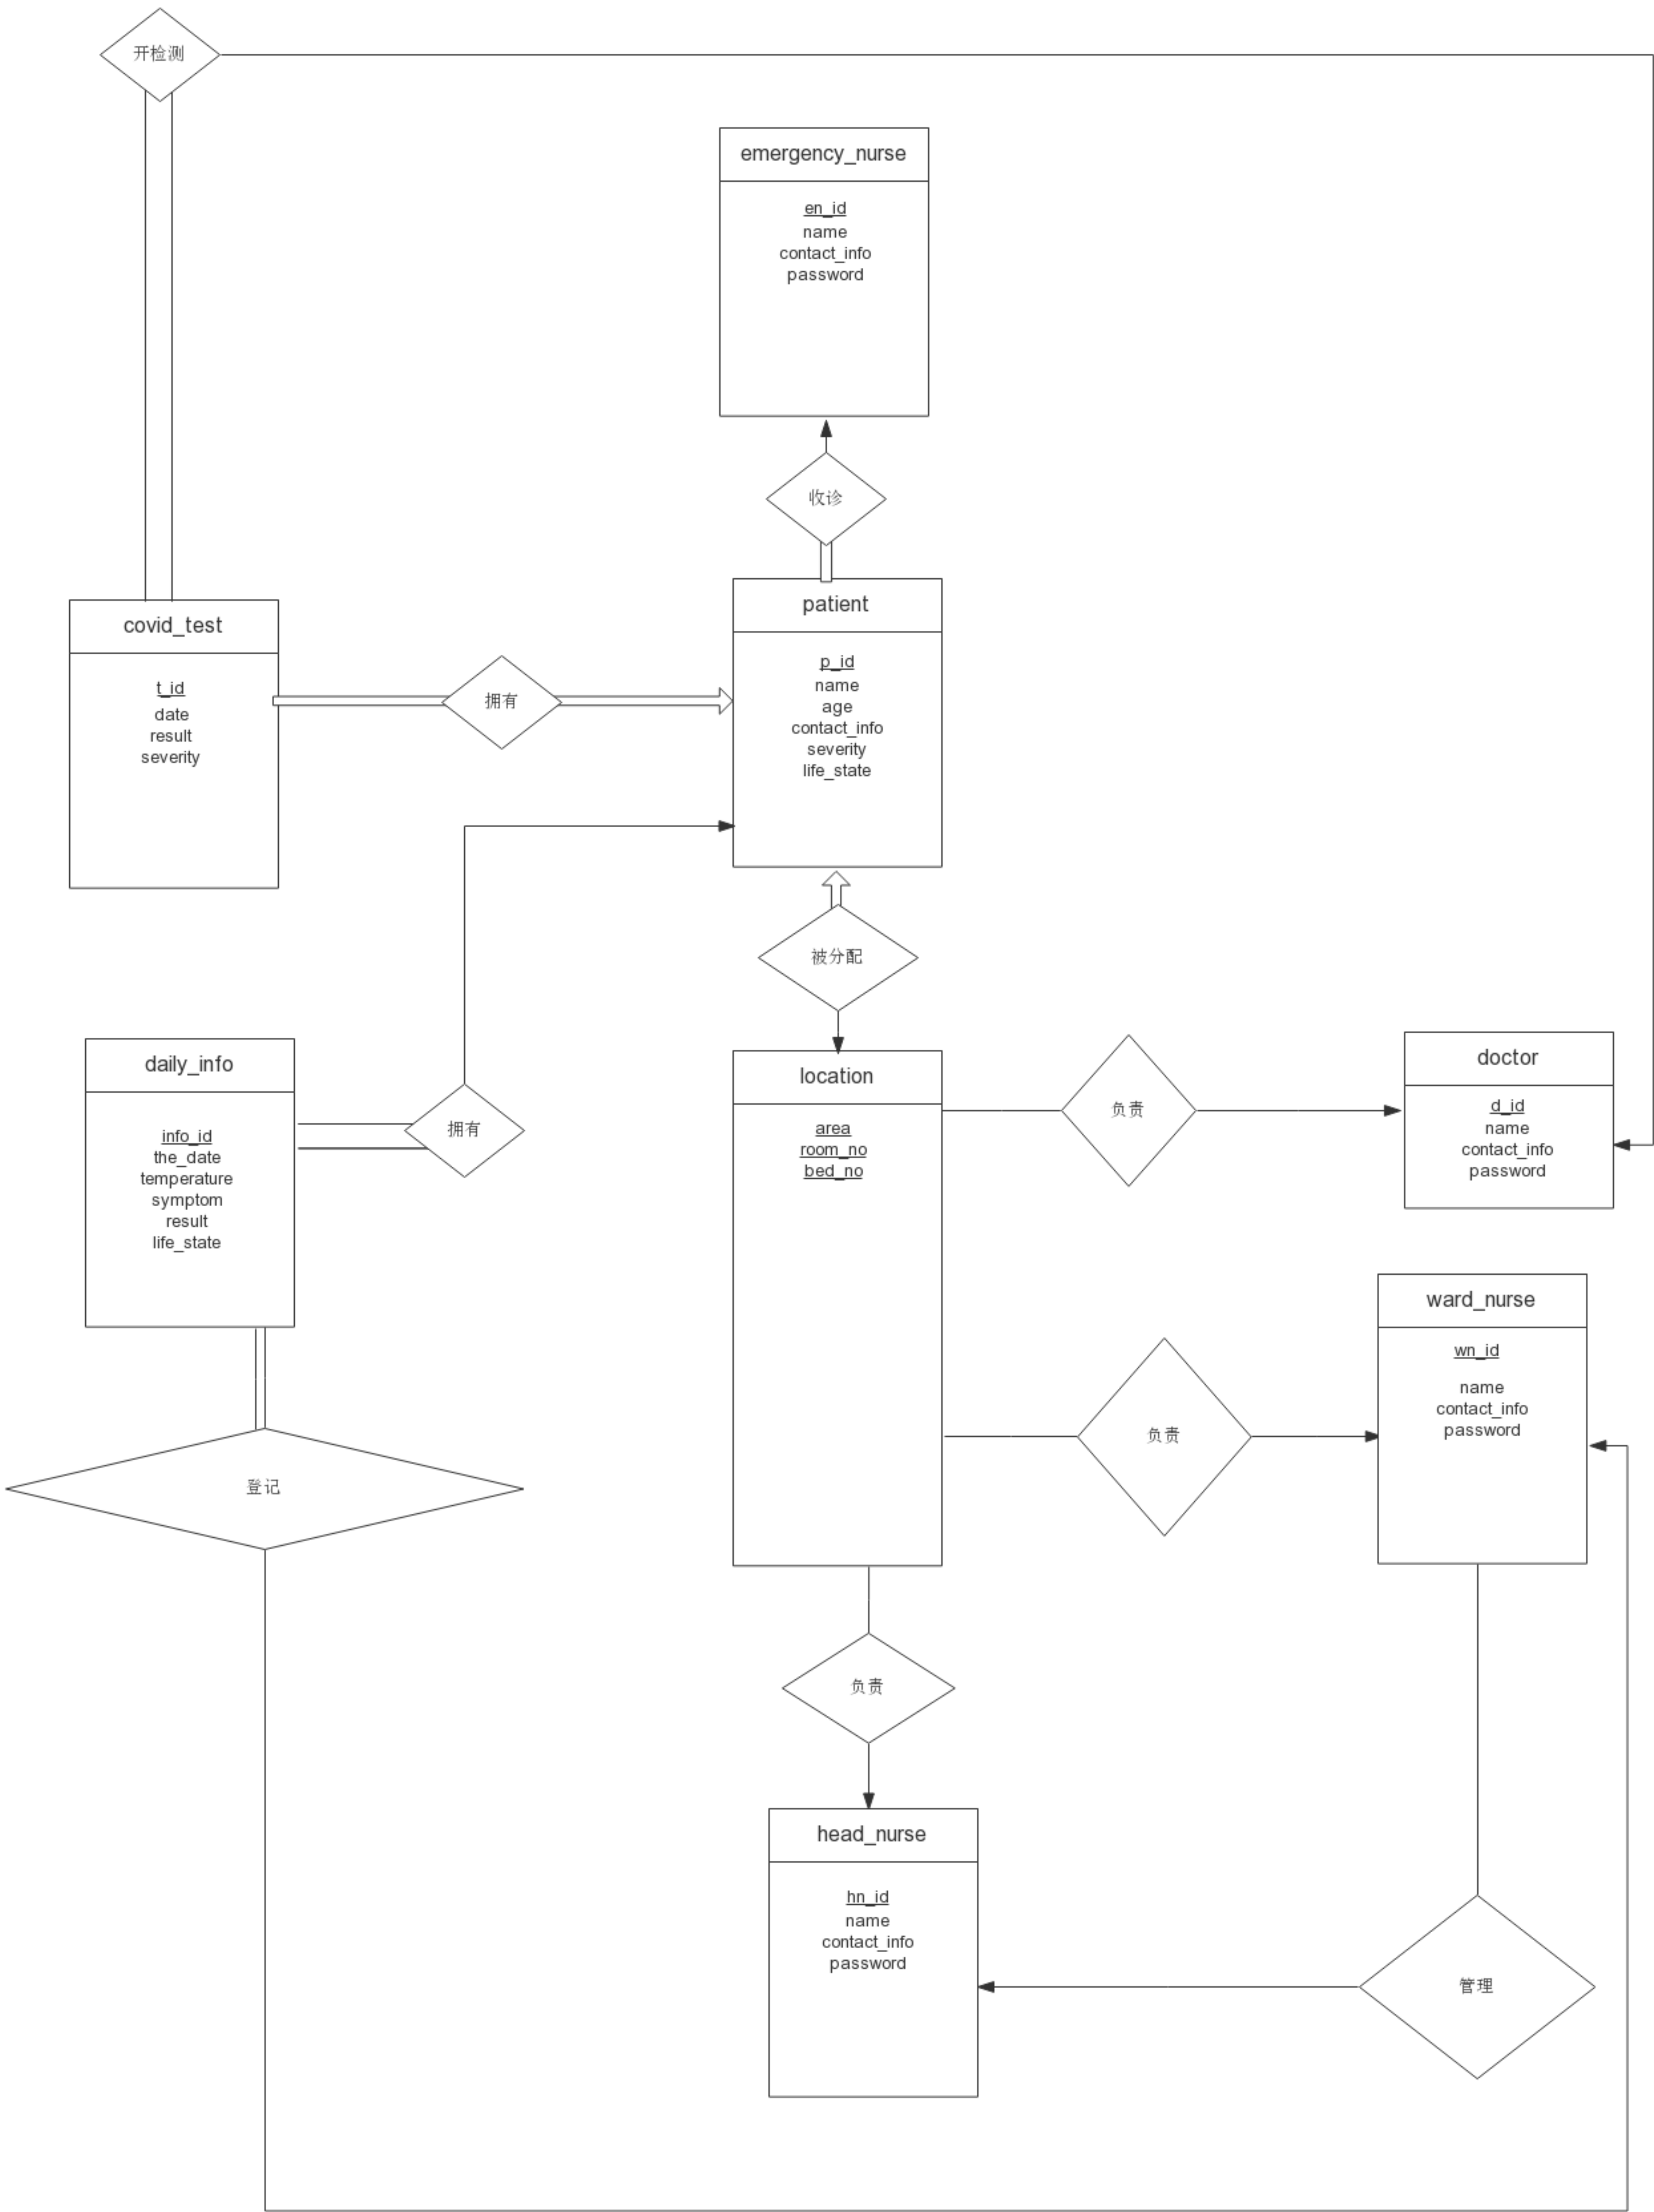 开检测
emergency_nurse
en_id
name
contact_info
password
收诊
covid_test
t_id
date
result
severity
拥有
patient
p_id
name
age
contact_info
severity
life_state
被分配
daily_info
info_id
the_date
temperature
symptom
result
life_state
拥有
location
area
room_no
bed_no
负责
doctor
d_id
name
contact_info
password
ward_nurse
wn_id
name
contact_info
password
负责
登记
负责
head_nurse
hn_id
name
contact_info
password
管理